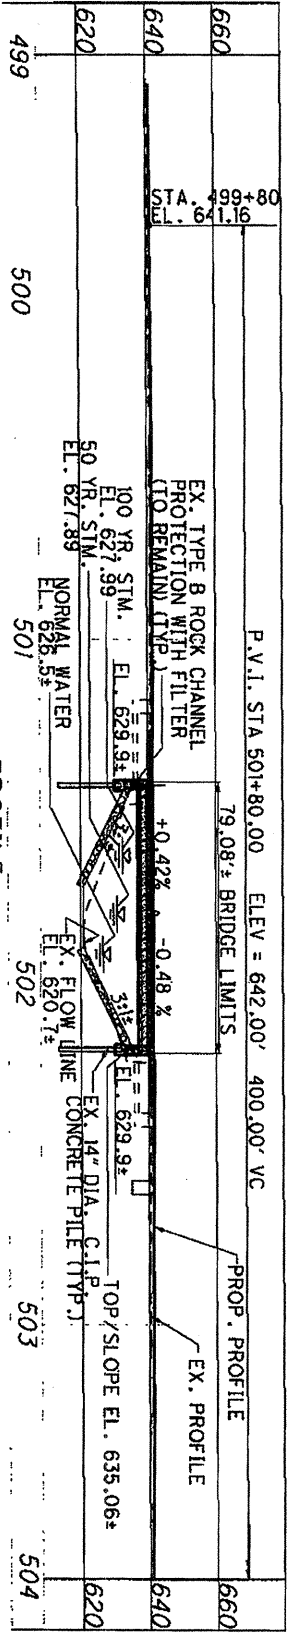 P.V.I. STA 501+80.00 ELEV = 642.00' 400.00' VC
660
640
620
STA. 499+80
EL. 641.16
79.08'± BRIDGE LIMITS
PROP. PROFILE
EX. PROFILE
EX. TYPE B ROCK CHANNEL
PROTECTION WITH FILTER
(TO REMAIN) (TYP.)
+0.42%
-0.48 %
EL. 629.9±
EL. 629.9±
100 YR. STM.
EL. 627.99
50 YR. STM.
EL. 627.89
NORMAL WATER
EL. 626.5±
TOP/SLOPE EL. 635.06±
EX. 14" DIA. C.I.P.
CONCRETE PILE (TYP.)
EX. FLOW LINE
EL. 620.7±
660
640
620
499
500
501
502
503
504